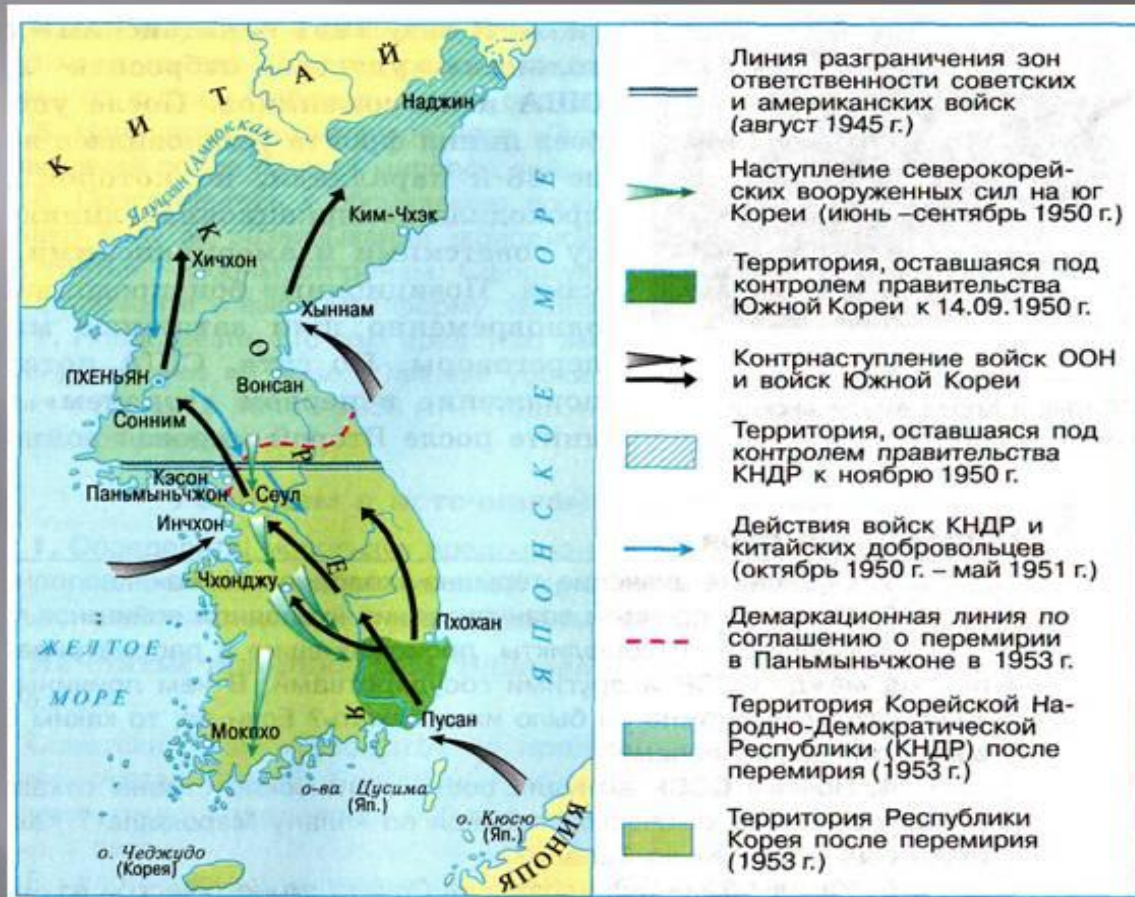 КИТАЙ
Наджин
Ялуцзян (Амноккан)
Ким-Чхэк
Хичхон
Хыннам
ПХЕНЬЯН
Вонсан
Сонним
Кэсон
Паньмыньчжон
Сеул
Инчхон
Чхонджу
КОРЕЯ
ЯПОНСКОЕ МОРЕ
ЖЕЛТОЕ
МОРЕ
Пхохан
Пусан
Мокпхо
о-ва Цусима
(Яп.)
о. Кюсю
(Яп.)
о. Чеджудо
(Корея)
ЯПОНИЯ
Линия разграничения зон
ответственности советских
и американских войск
(август 1945 г.)
Наступление северокорей-
ских вооруженных сил на юг
Кореи (июнь –сентябрь 1950 г.)
Территория, оставшаяся под
контролем правительства
Южной Кореи к 14.09.1950 г.
Контрнаступление войск ООН
и войск Южной Кореи
Территория, оставшаяся под
контролем правительства
КНДР к ноябрю 1950 г.
Действия войск КНДР и
китайских добровольцев
(октябрь 1950 г. – май 1951 г.)
Демаркационная линия по
соглашению о перемирии
в Паньмыньчжоне в 1953 г.
Территория Корейской На-
родно-Демократической
Республики (КНДР) после
перемирия (1953 г.)
Территория Республики
Корея после перемирия
(1953 г.)